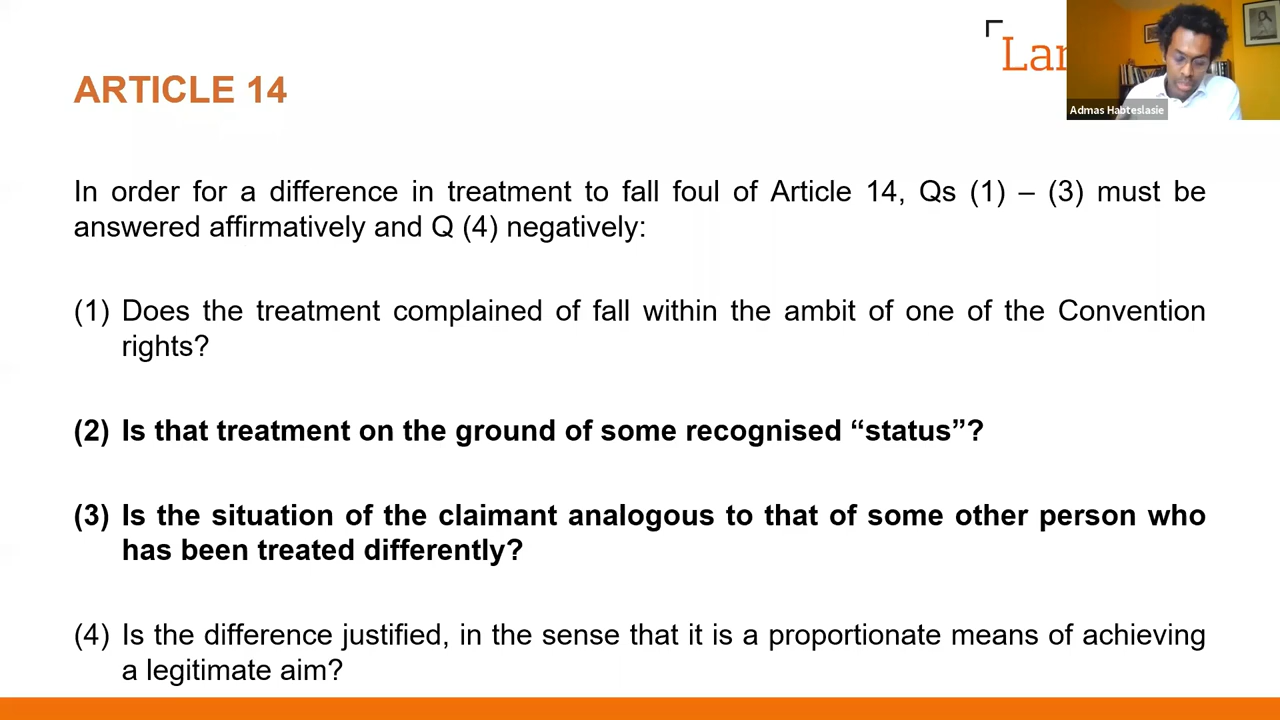 Lan
Admas Habteslasie
ARTICLE 14
In order for a difference in treatment to fall foul of Article 14, Qs (1) – (3) must be
answered affirmatively and Q (4) negatively:
(1) Does the treatment complained of fall within the ambit of one of the Convention
rights?
(2) Is that treatment on the ground of some recognised “status”?
(3) Is the situation of the claimant analogous to that of some other person who
has been treated differently?
(4) Is the difference justified, in the sense that it is a proportionate means of achieving
a legitimate aim?